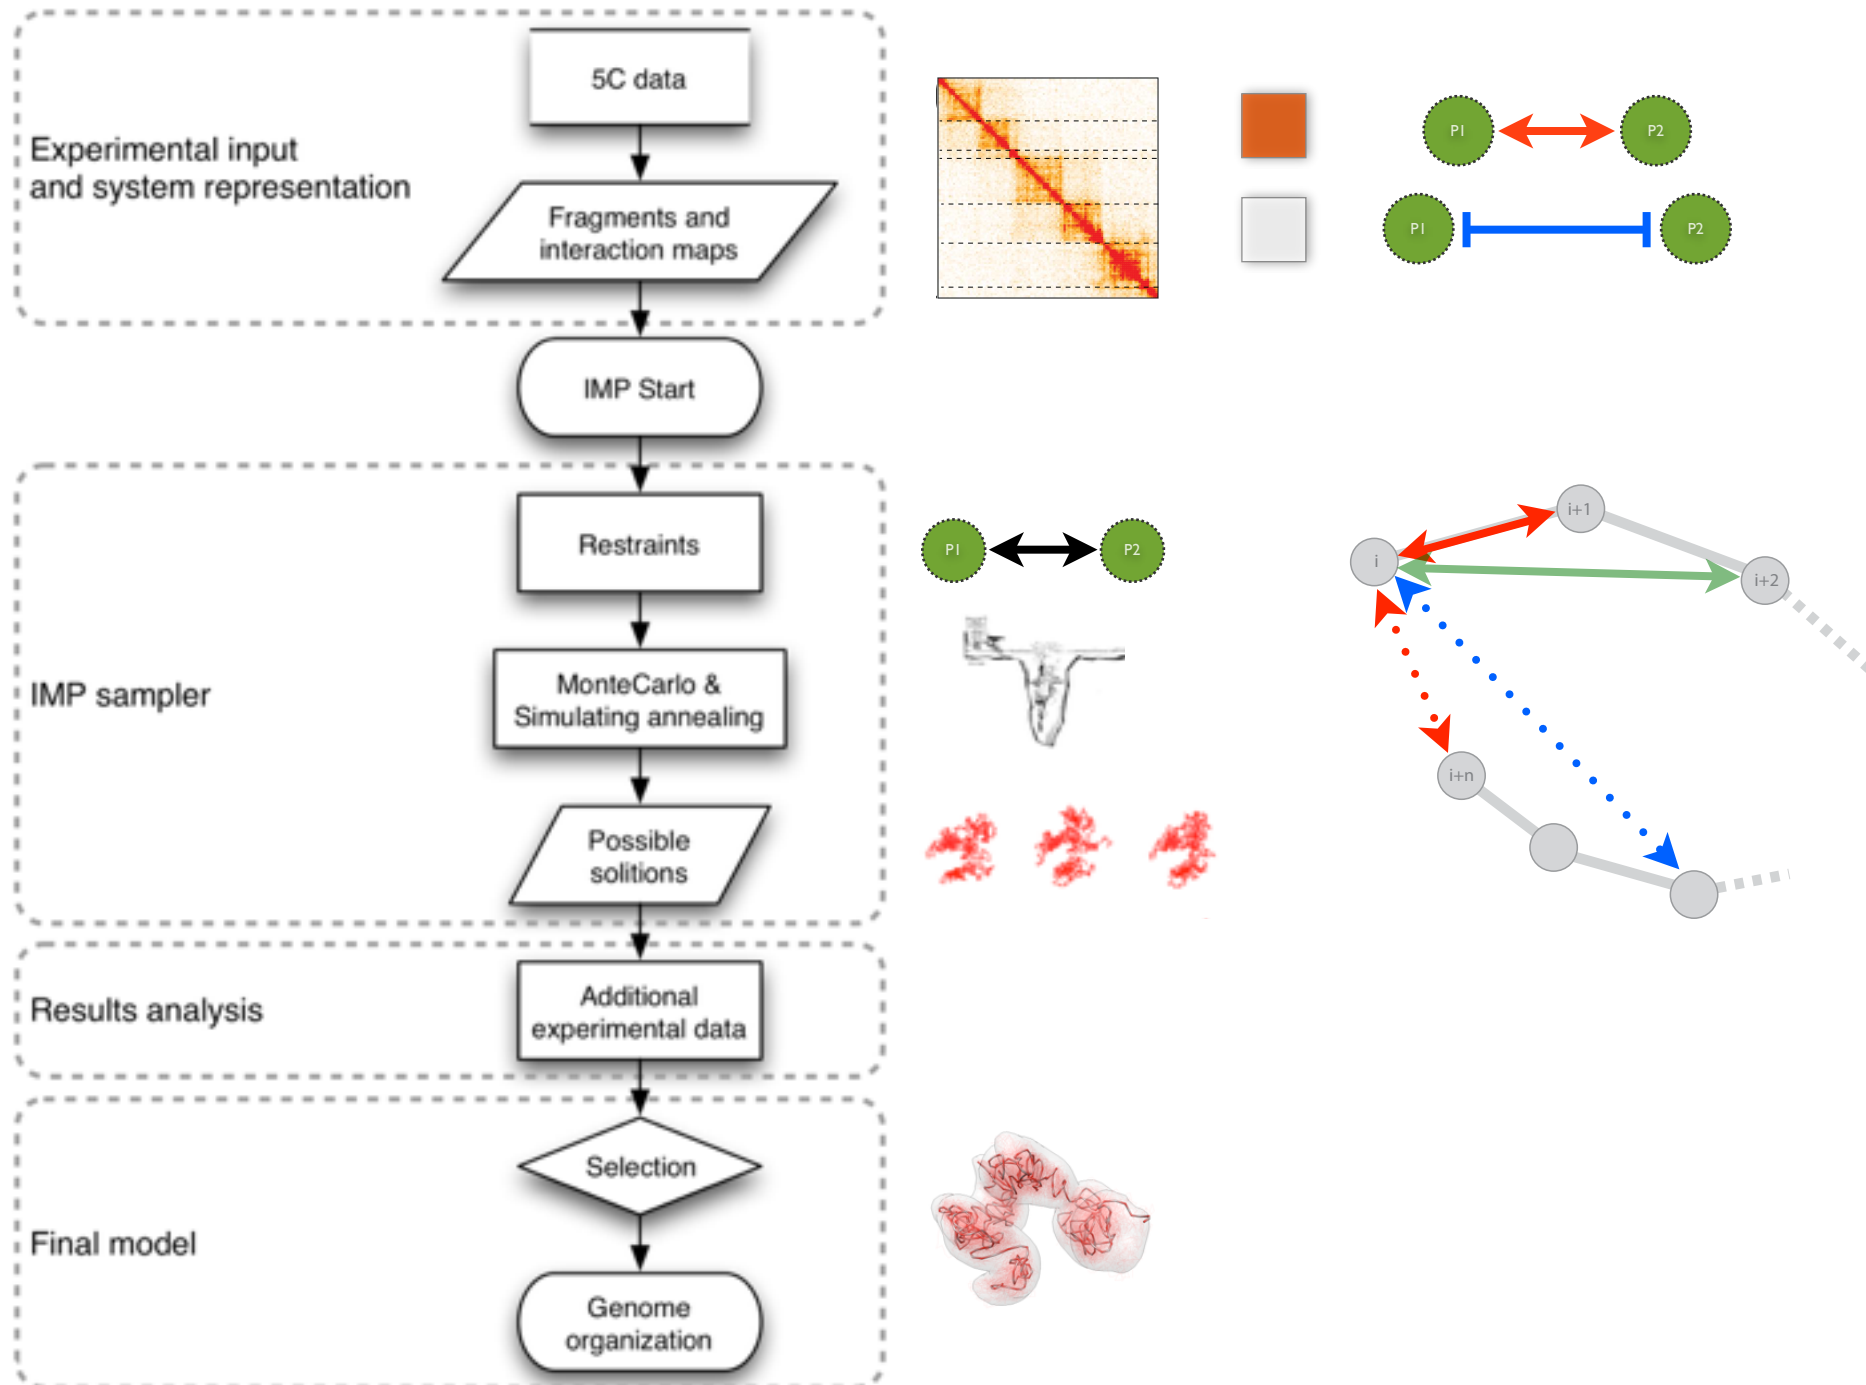 5C data
Experimental input
and system representation
Fragments and
interaction maps
P1
P2
P1
P2
IMP Start
Restraints
P1
P2
i
i+1
i+2
i+n
IMP sampler
MonteCarlo &
Simulating annealing
Possible
solitions
Results analysis
Additional
experimental data
Selection
Final model
Genome
organization